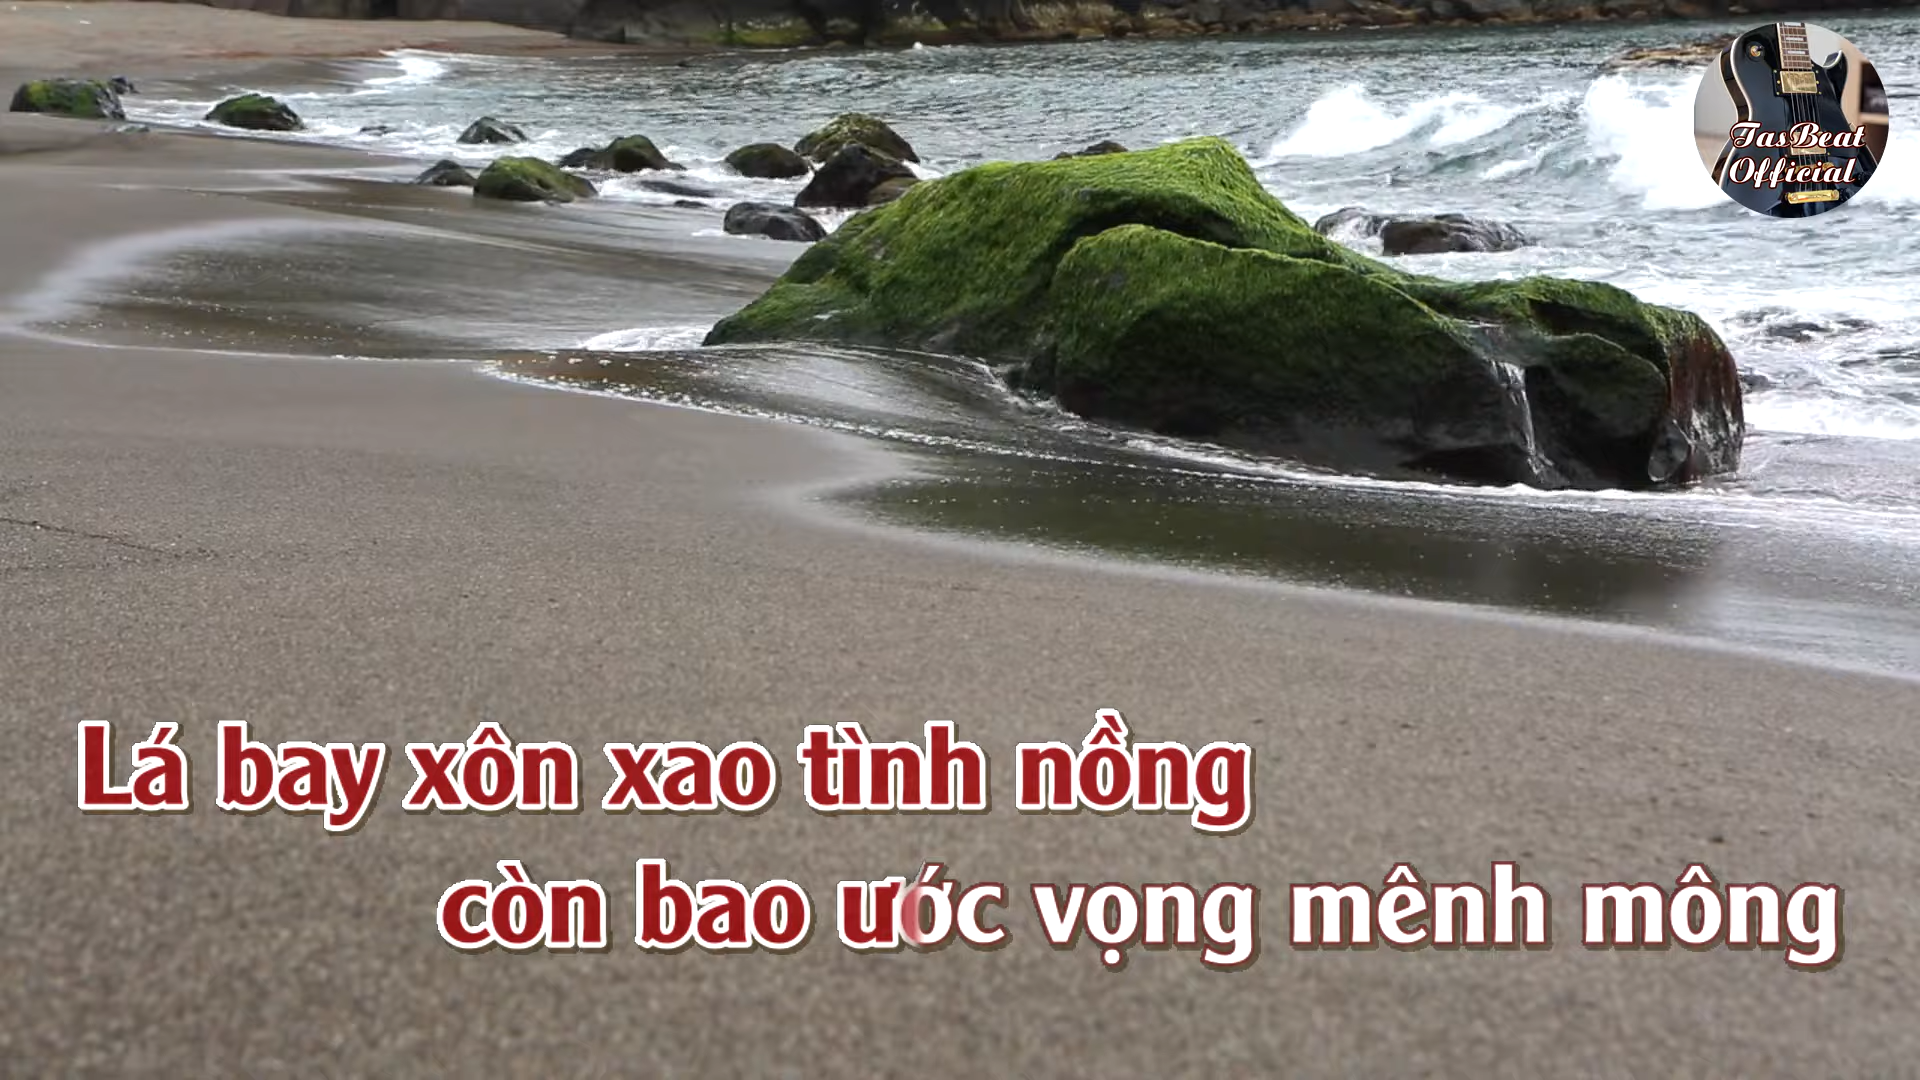 TasBeat
Official
Lá bay xôn xao tình nồng
còn bao ước vọng mênh mông